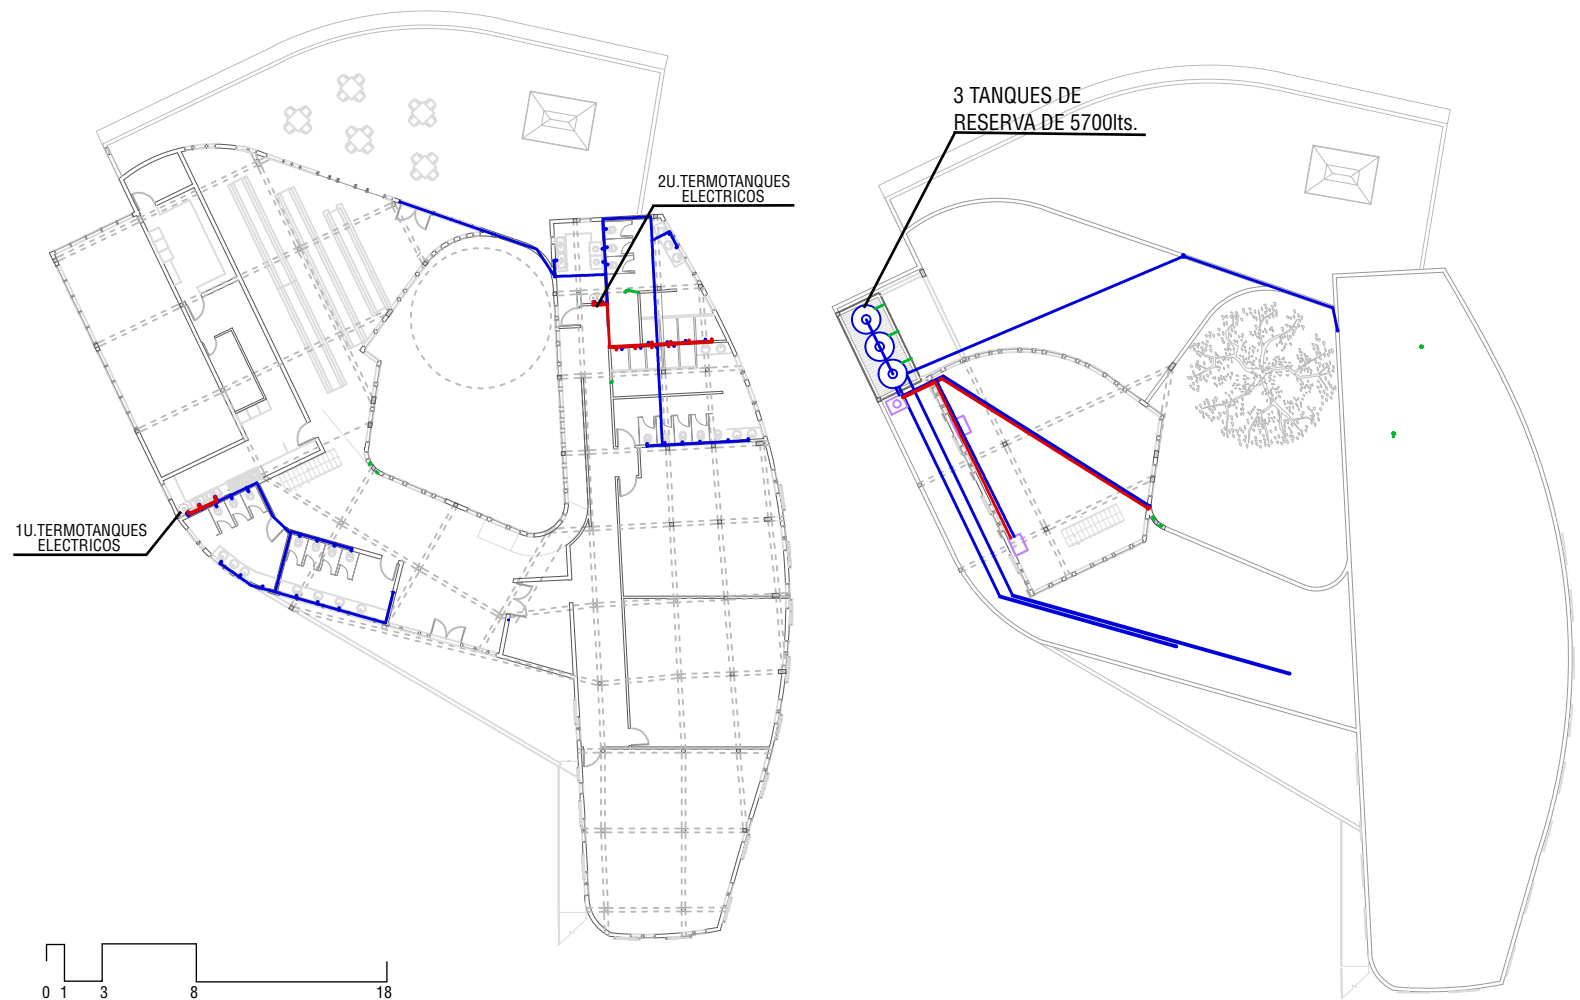 3 TANQUES DE
RESERVA DE 5700lts.
2U.TERMOTANQUES
ELECTRICOS
1U.TERMOTANQUES
ELECTRICOS
0 1 3 8 18